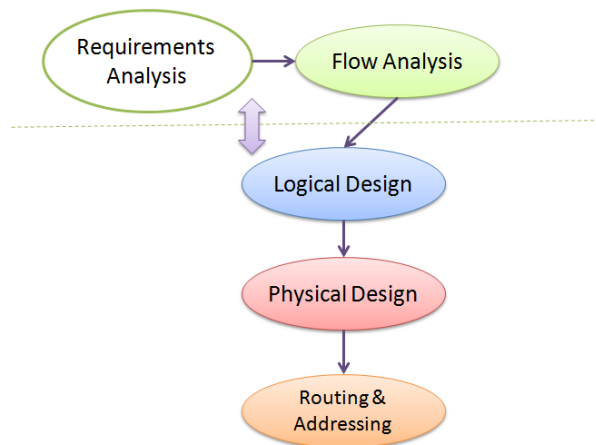 Requirements
Analysis
Flow Analysis
Logical Design
Physical Design
Routing &
Addressing